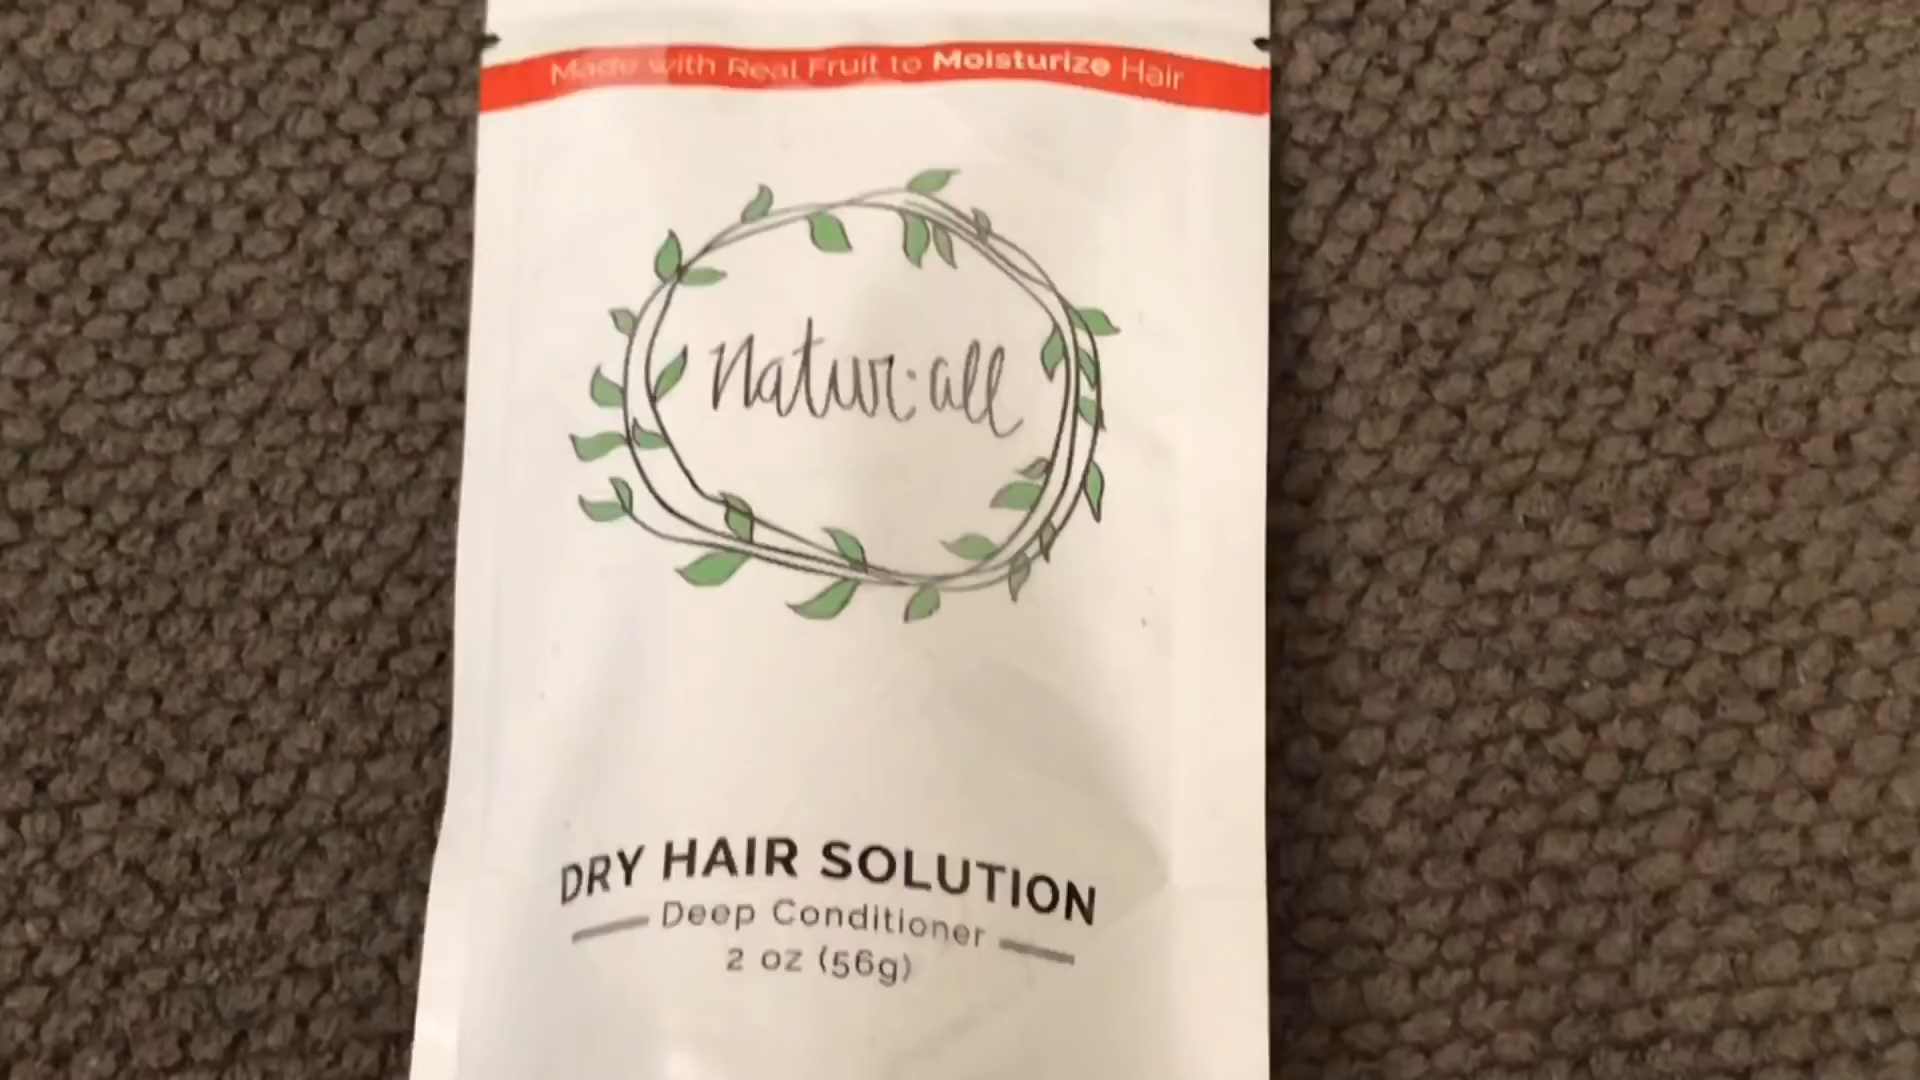 Made with Real Fruit to Moisturize Hair
natur·all
DRY HAIR SOLUTION
Deep Conditioner
2 oz (56g)